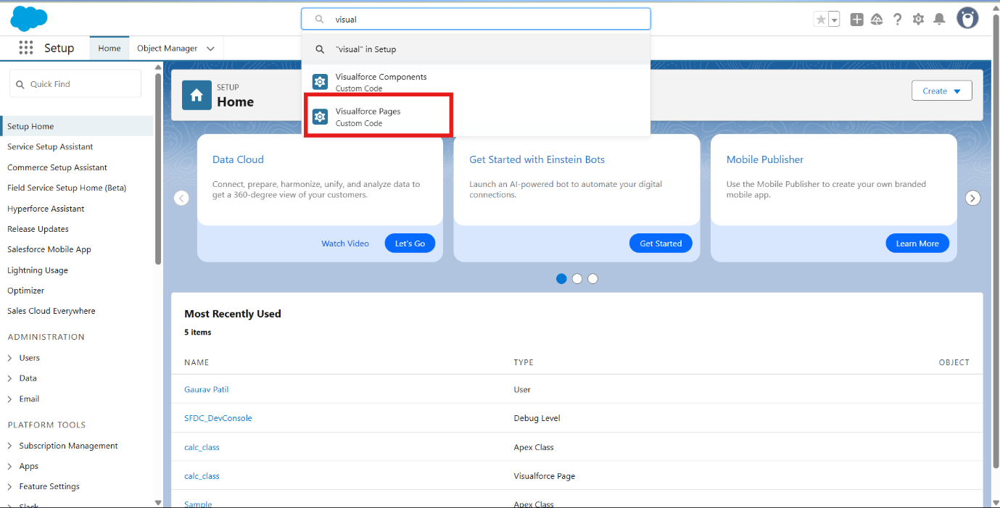 visual
Setup
Home
Object Manager
"visual" in Setup
Visualforce Components
Custom Code
Visualforce Pages
Custom Code
Quick Find
Setup Home
Service Setup Assistant
Commerce Setup Assistant
Field Service Setup Home (Beta)
Hyperforce Assistant
Release Updates
Salesforce Mobile App
Lightning Usage
Optimizer
Sales Cloud Everywhere
ADMINISTRATION
Users
Data
Email
PLATFORM TOOLS
Subscription Management
Apps
Feature Settings
Slack
SETUP
Home
Create
Data Cloud
Connect, prepare, harmonize, unify, and analyze data to
get a 360-degree view of your customers.
Watch Video
Let's Go
Get Started with Einstein Bots
Launch an AI-powered bot to automate your digital
connections.
Get Started
Mobile Publisher
Use the Mobile Publisher to create your own branded
mobile app.
Learn More
Most Recently Used
5 items
NAME TYPE OBJECT
Gaurav Patil User
SFDC_DevConsole Debug Level
calc_class Apex Class
calc_class Visualforce Page
Sample Apex Class